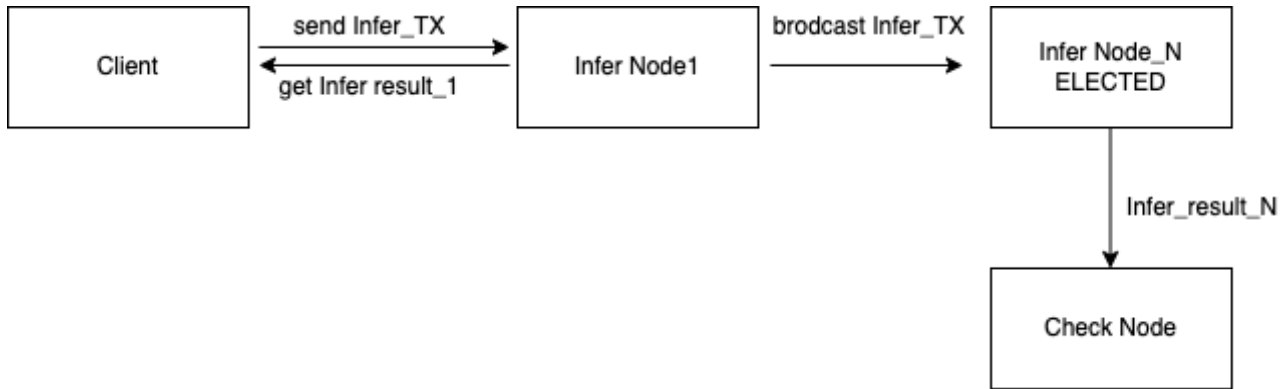 send Infer_TX
brodcast Infer_TX
Client
Infer Node1
Infer Node_N
ELECTED
get Infer result_1
Infer_result_N
Check Node